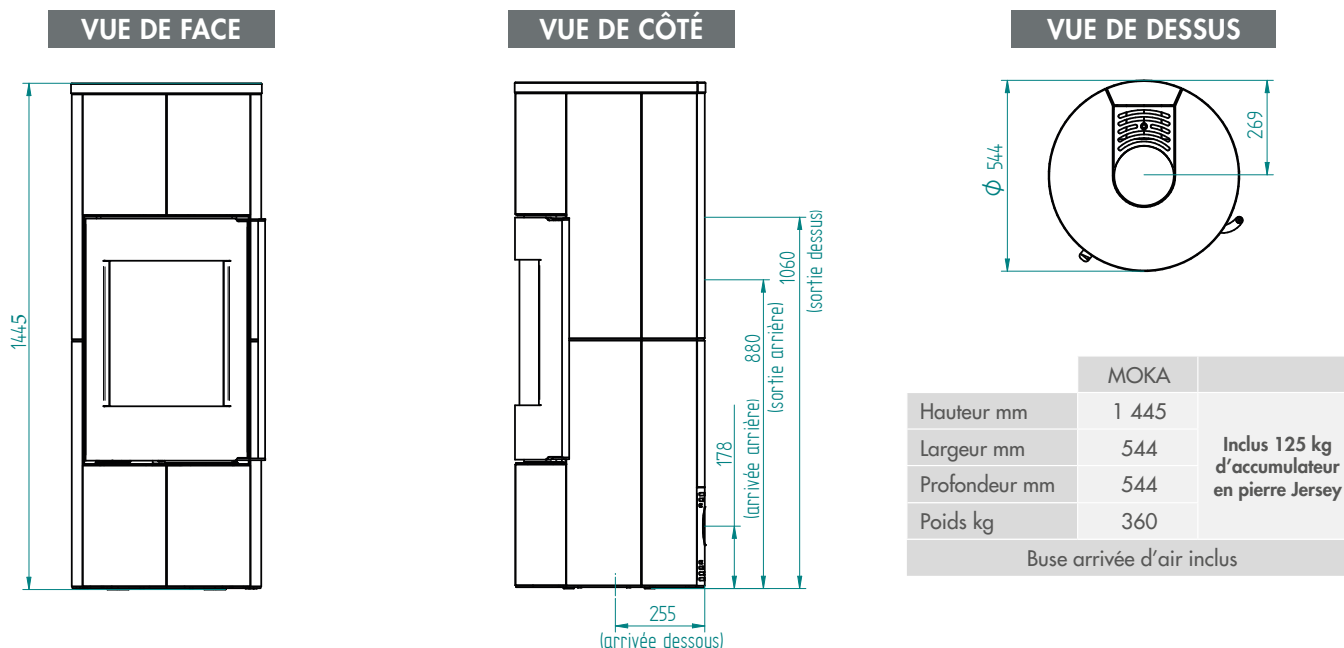 VUE DE FACE
1445
VUE DE CÔTÉ
1060
(sortie dessus)
880
(sortie arrière)
178
(arrivée arrière)
255
(arrivée dessous)
VUE DE DESSUS
ϕ 544
269
MOKA
Hauteur mm 1 445
Largeur mm 544
Profondeur mm 544
Poids kg 360
Inclus 125 kg
d'accumulateur
en pierre Jersey
Buse arrivée d'air inclus